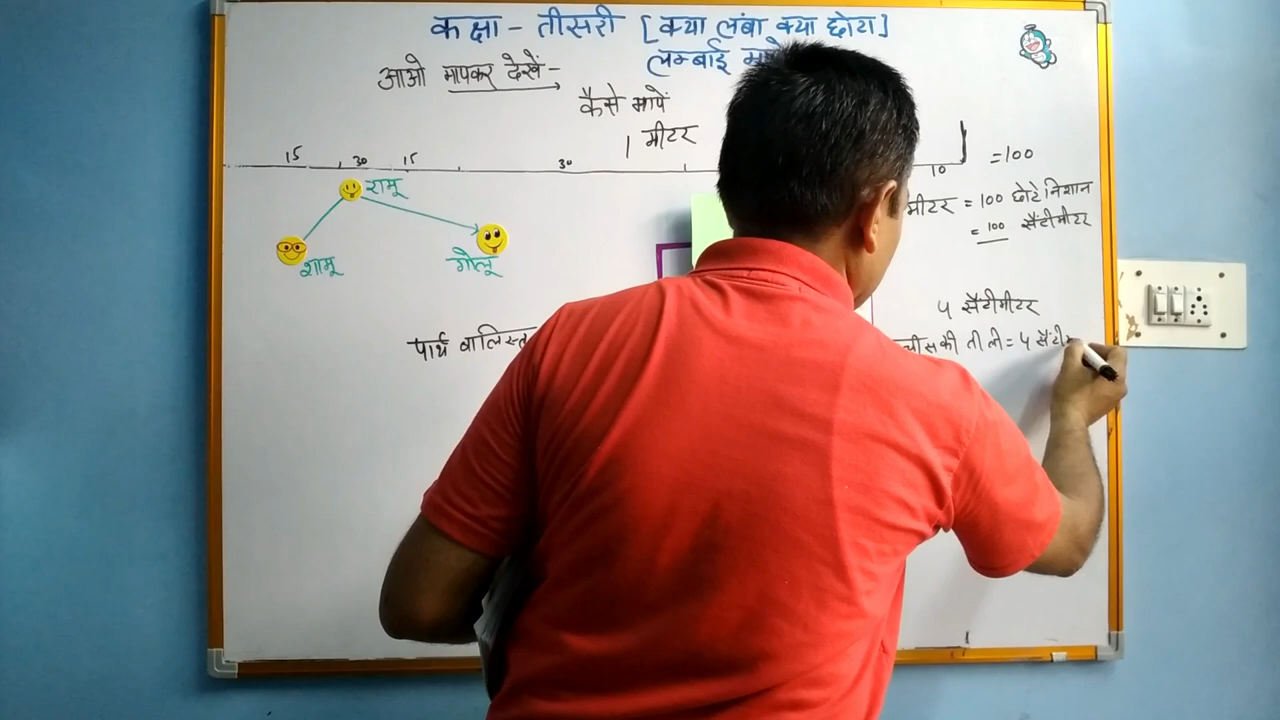 कक्षा - तीसरी [क्या लंबा क्या छोटा]
लम्बाई
आओ मापकर देखें-
कैसे मापें
1 मीटर
15 30 15 30 10 =100
रामू
शामू
गोलू
मीटर = 100 छोटे निशान
= 100 सैंटीमीटर
५ सैंटीमीटर
पार्थ वालिस्त
की तीली = ५ सैंटी